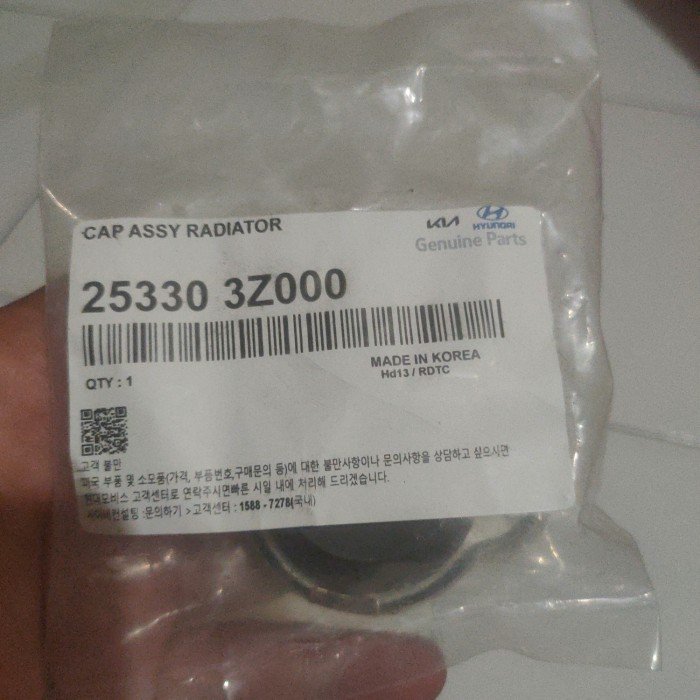 CAP ASSY RADIATOR
KIA HYUNDAI
Genuine Parts
25330 3Z000
QTY : 1
MADE IN KOREA
Hd13 / RDTC
고객 불만
부품 및 소모품(가격, 부품번호,구매문의 등)에 대한 불만사항이나 문의사항을 상담하고 싶으시면
현대모비스 고객센터로 연락주시면빠른 시일 내에 처리해 드리겠습니다.
:문의하기 > 고객센터 : 1588 - 7278(국내)